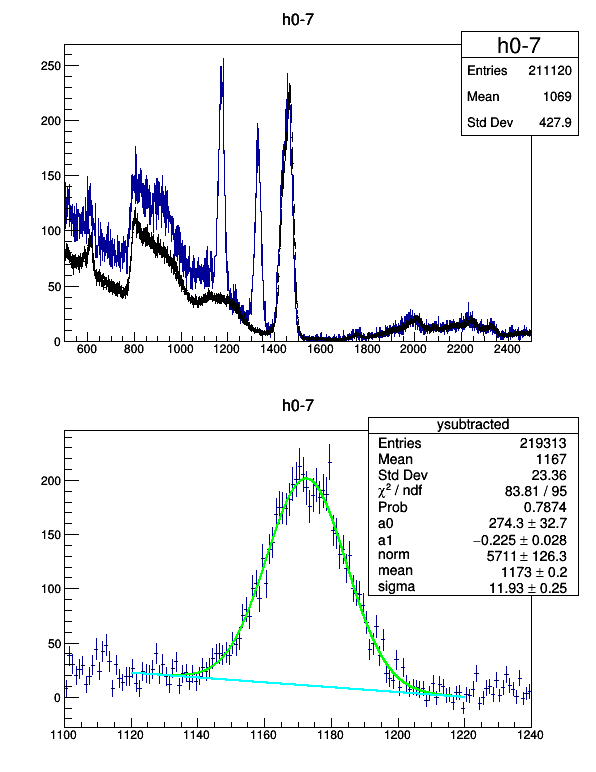 h0-7
h0-7
Entries 211120
Mean 1069
Std Dev 427.9
250
200
150
100
50
0
600 800 1000 1200 1400 1600 1800 2000 2200 2400
h0-7
ysubtracted
Entries 219313
Mean 1167
Std Dev 23.36
χ² / ndf 83.81 / 95
Prob 0.7874
a0 274.3 ± 32.7
a1 −0.225 ± 0.028
norm 5711 ± 126.3
mean 1173 ± 0.2
sigma 11.93 ± 0.25
200
150
100
50
0
1100 1120 1140 1160 1180 1200 1220 1240